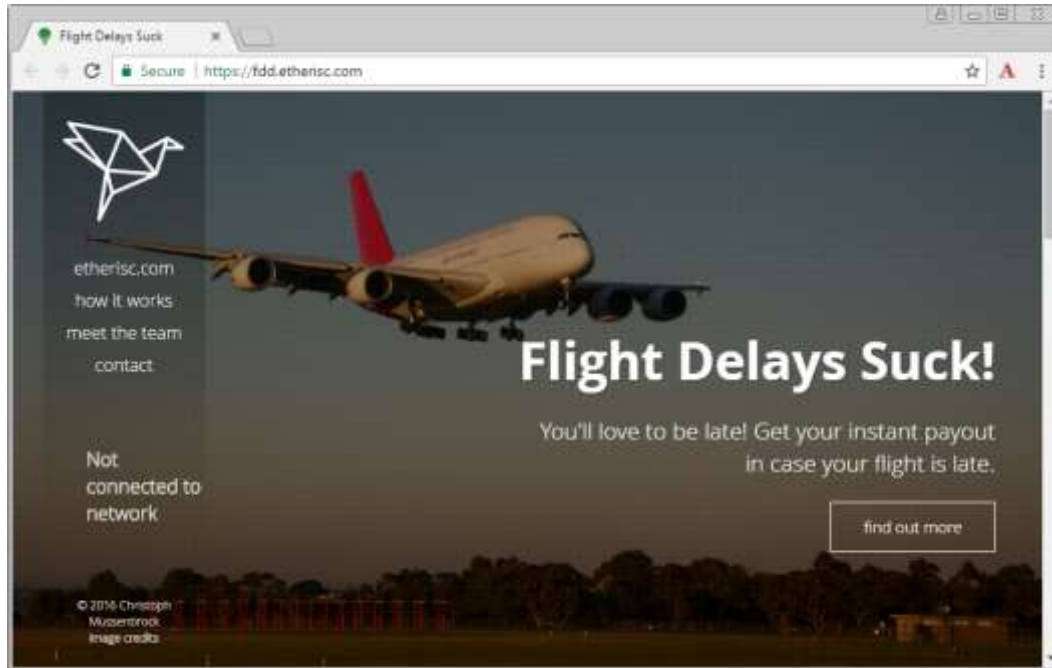 Flight Delays Suck
Secure
https://fdd.etherisc.com
A
etherisc.com
how it works
meet the team
contact
Flight Delays Suck!
You'll love to be late! Get your instant payout
in case your flight is late.
find out more
Not
connected to
network
© 2016 Christoph
Mussenbrock
image credits